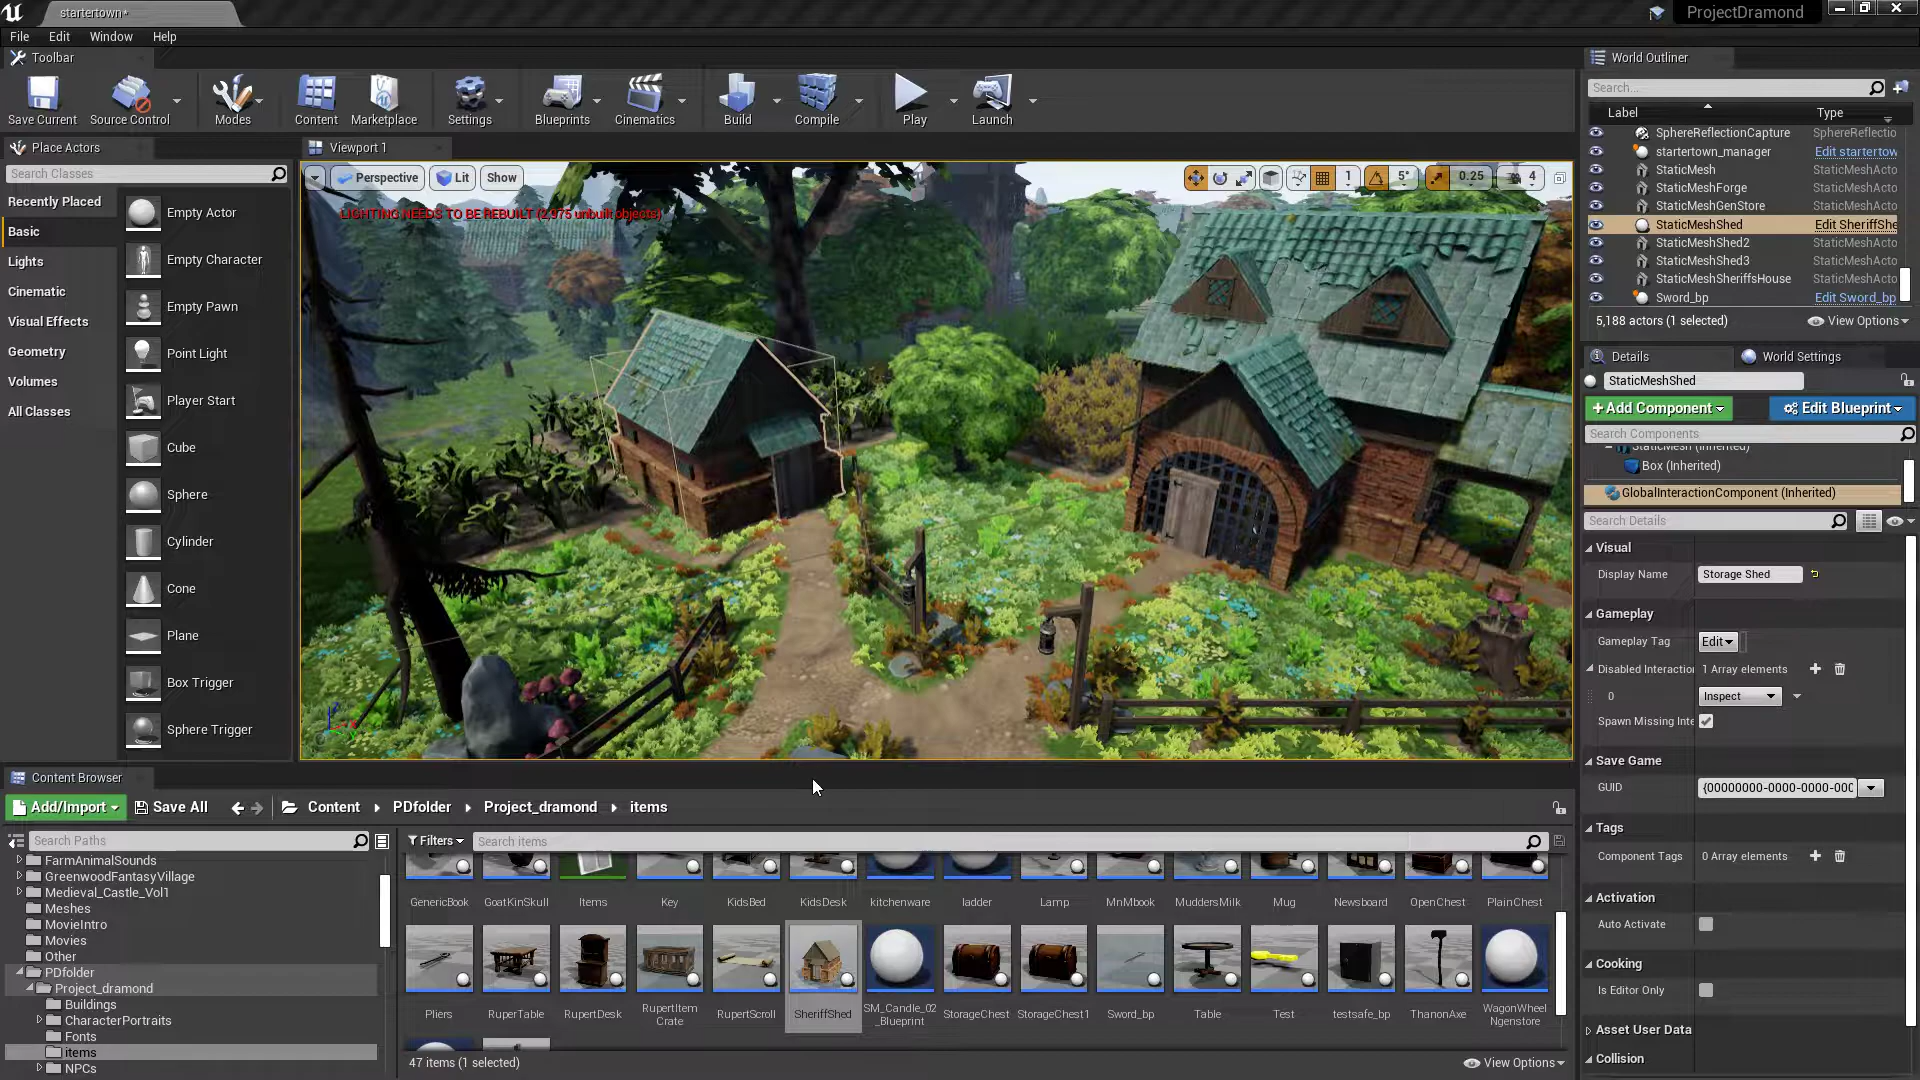 startertown*
ProjectDramond
File
Edit
Window
Help
Toolbar
Save Current
Source Control
Modes
Content
Marketplace
Settings
Blueprints
Cinematics
Build
Compile
Play
Launch
Place Actors
Search Classes
Recently Placed
Basic
Lights
Cinematic
Visual Effects
Geometry
Volumes
All Classes
Empty Actor
Empty Character
Empty Pawn
Point Light
Player Start
Cube
Sphere
Cylinder
Cone
Plane
Box Trigger
Sphere Trigger
Viewport 1
Perspective
Lit
Show
1
5°
0.25
4
LIGHTING NEEDS TO BE REBUILT (2,975 unbuilt objects)
World Outliner
Search...
Label
Type
SphereReflectionCapture SphereReflectio
startertown_manager Edit startertow
StaticMesh StaticMeshActo
StaticMeshForge StaticMeshActo
StaticMeshGenStore StaticMeshActo
StaticMeshShed Edit SheriffShe
StaticMeshShed2 StaticMeshActo
StaticMeshShed3 StaticMeshActo
StaticMeshSheriffsHouse StaticMeshActo
Sword_bp Edit Sword_bp
5,188 actors (1 selected)
View Options
Details
World Settings
StaticMeshShed
+Add Component
Edit Blueprint
Search Components
StaticMesh (Inherited)
Box (Inherited)
GlobalInteractionComponent (Inherited)
Search Details
Visual
Display Name
Storage Shed
Gameplay
Gameplay Tag
Edit
Disabled Interaction
1 Array elements
0
Inspect
Spawn Missing Inte
Save Game
GUID
{00000000-0000-0000-000
Tags
Component Tags
0 Array elements
Activation
Auto Activate
Cooking
Is Editor Only
Asset User Data
Collision
Content Browser
Add/Import
Save All
Content
PDfolder
Project_dramond
items
Search Paths
Filters
Search items
FarmAnimalSounds
GreenwoodFantasyVillage
Medieval_Castle_Vol1
Meshes
MovieIntro
Movies
Other
PDfolder
Project_dramond
Buildings
CharacterPortraits
Fonts
items
NPCs
GenericBook
GoatKinSkull
Items
Key
KidsBed
KidsDesk
kitchenware
ladder
Lamp
MnMbook
MuddersMilk
Mug
Newsboard
OpenChest
PlainChest
Pliers
RuperTable
RupertDesk
RupertItem
Crate
RupertScroll
SheriffShed
SM_Candle_02
_Blueprint
StorageChest
StorageChest1
Sword_bp
Table
Test
testsafe_bp
ThanonAxe
WagonWheel
Ngenstore
47 items (1 selected)
View Options